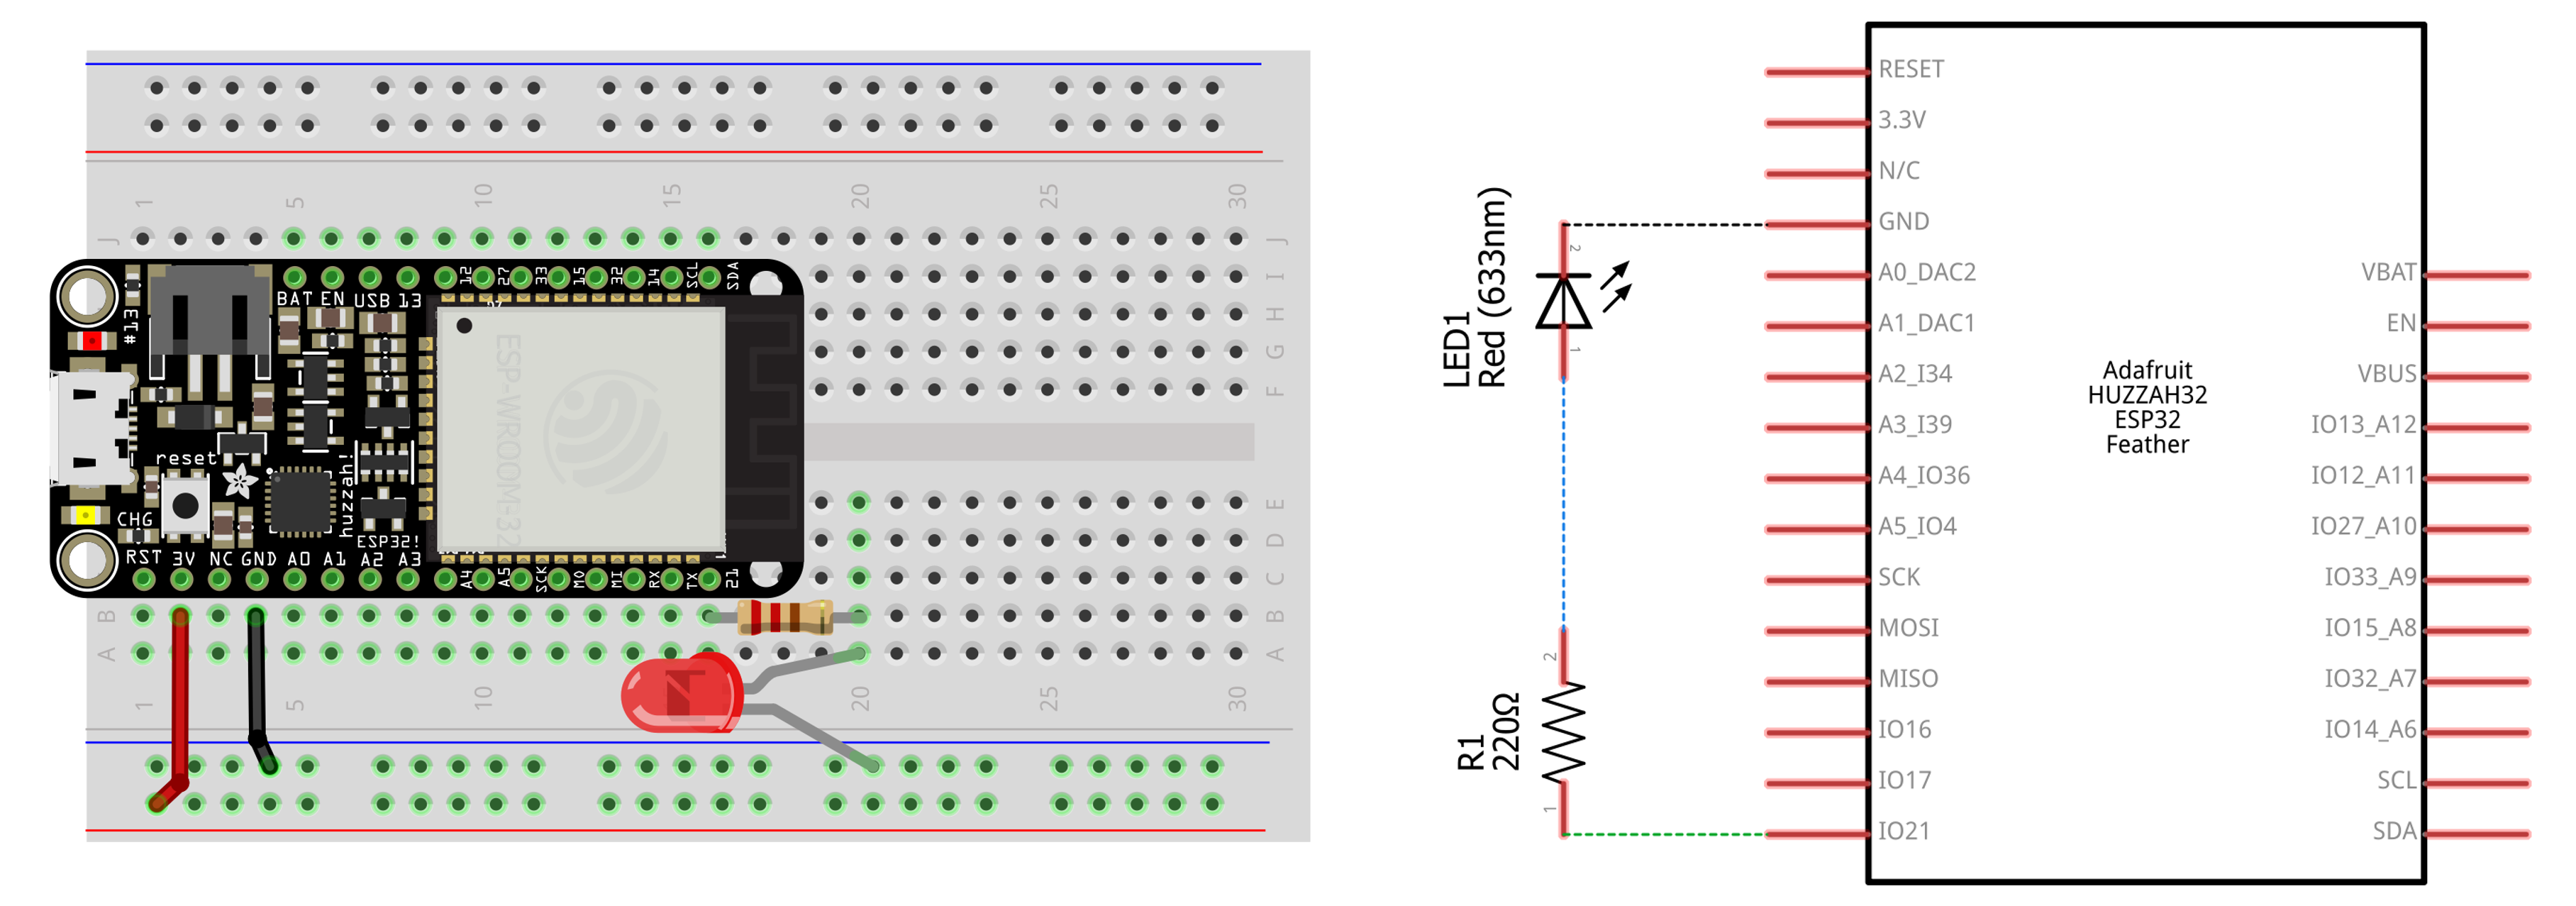 1 5 10 15 20 25 30
J J
I
H
G
F
E
D
C
B B
A A
1 5 10 15 20 25 30
BAT EN USB 13 12 27 33 15 32 14 SCL SDA
#13
ESP-WROOM-32
reset
huzzah!
ESP32!
CHG
RST 3V NC GND A0 A1 A2 A3 A4 A5 SCK MO MI RX TX 21
LED1
Red (633nm)
2
1
R1
220Ω
2
1
Adafruit
HUZZAH32
ESP32
Feather
RESET
3.3V
N/C
GND
A0_DAC2
A1_DAC1
A2_I34
A3_I39
A4_IO36
A5_IO4
SCK
MOSI
MISO
IO16
IO17
IO21
VBAT
EN
VBUS
IO13_A12
IO12_A11
IO27_A10
IO33_A9
IO15_A8
IO32_A7
IO14_A6
SCL
SDA